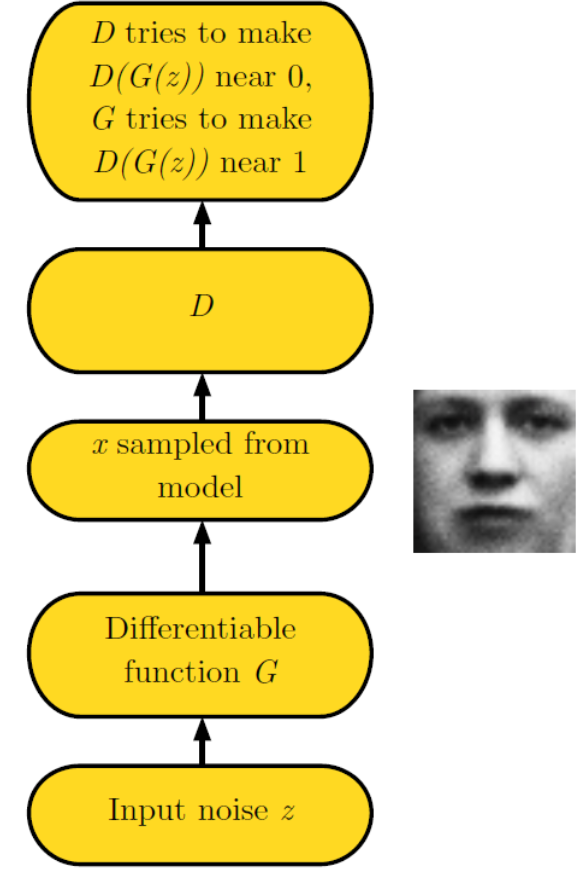 D tries to make
D(G(z)) near 0,
G tries to make
D(G(z)) near 1
D
x sampled from
model
Differentiable
function G
Input noise z